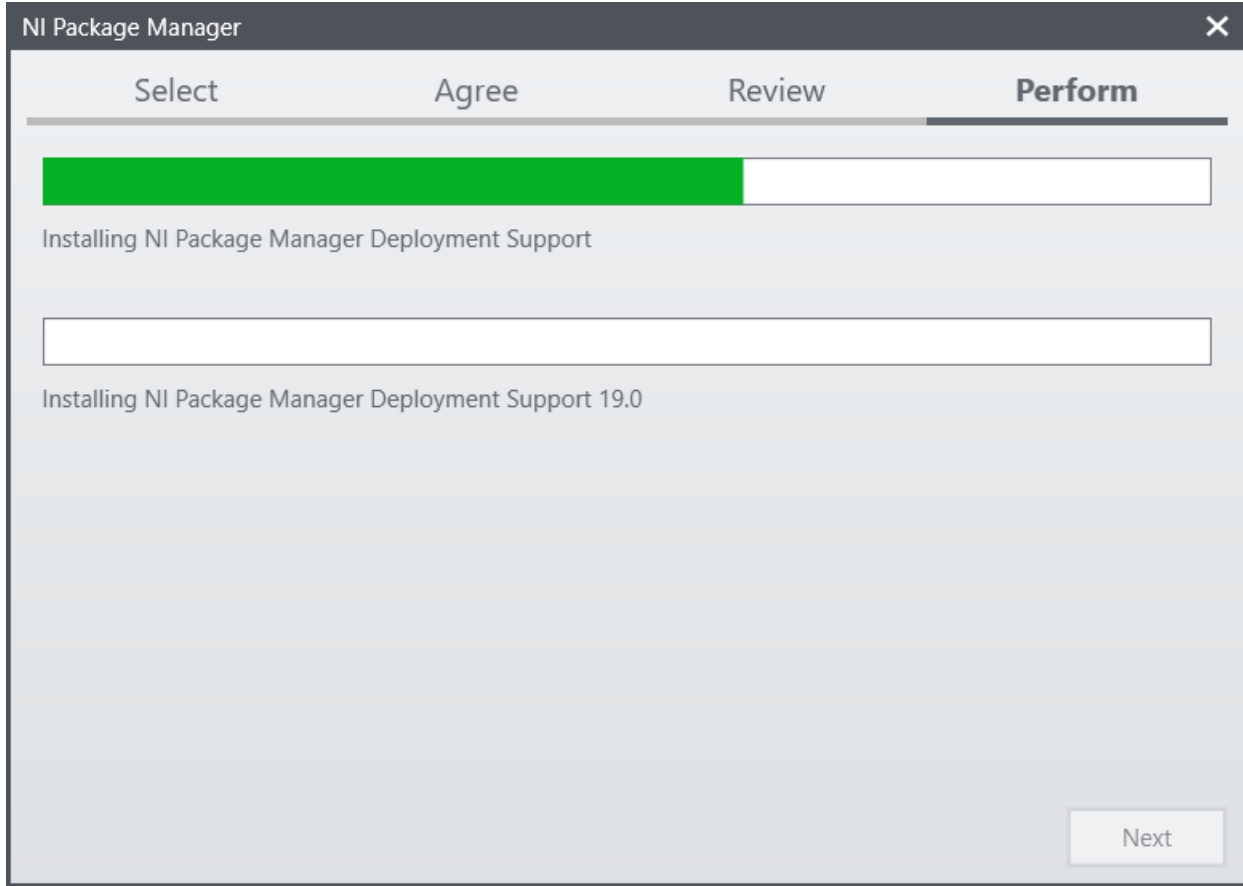 NI Package Manager
Select Agree Review Perform
Installing NI Package Manager Deployment Support
Installing NI Package Manager Deployment Support 19.0
Next